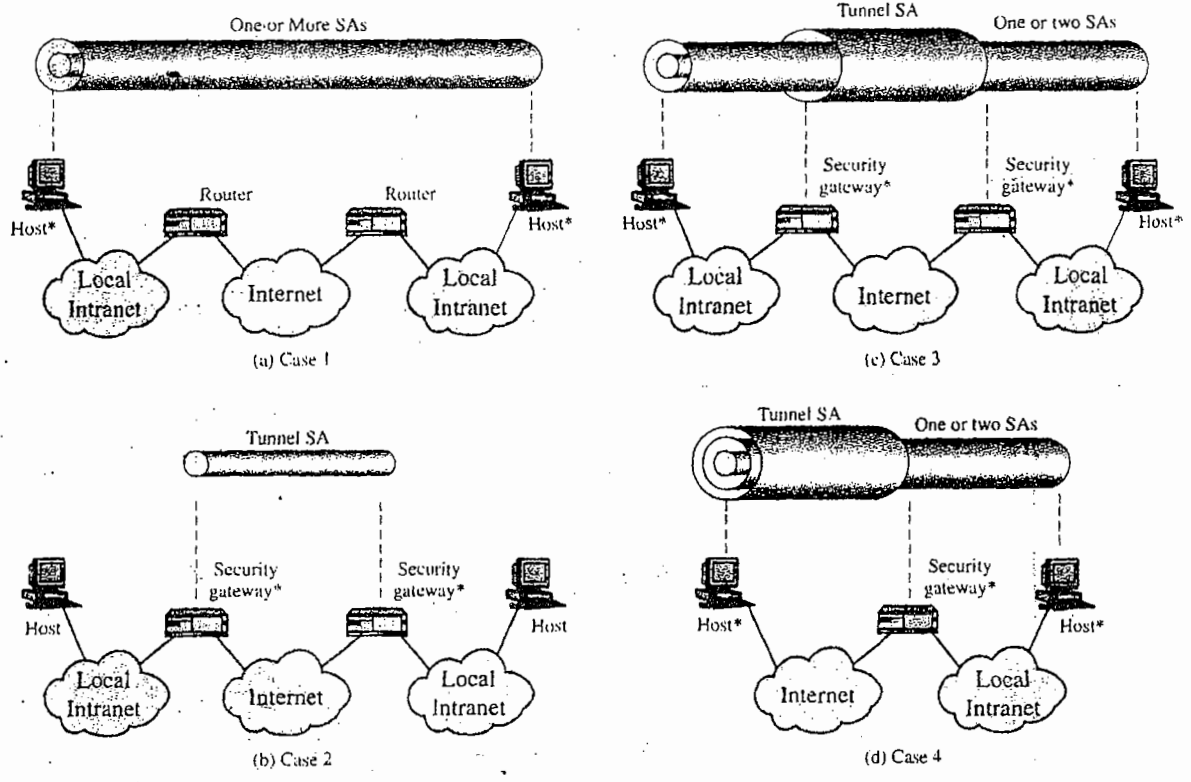 One or More SAs
Router
Router
Host*
Host*
Local
Intranet
Internet
Local
Intranet
(a) Case 1
Tunnel SA
One or two SAs
Security
gateway*
Security
gateway*
Host*
Host*
Local
Intranet
Internet
Local
Intranet
(c) Case 3
Tunnel SA
Security
gateway*
Security
gateway*
Host
Host
Local
Intranet
Internet
Local
Intranet
(b) Case 2
Tunnel SA
One or two SAs
Security
gateway*
Host*
Host*
Internet
Local
Intranet
(d) Case 4